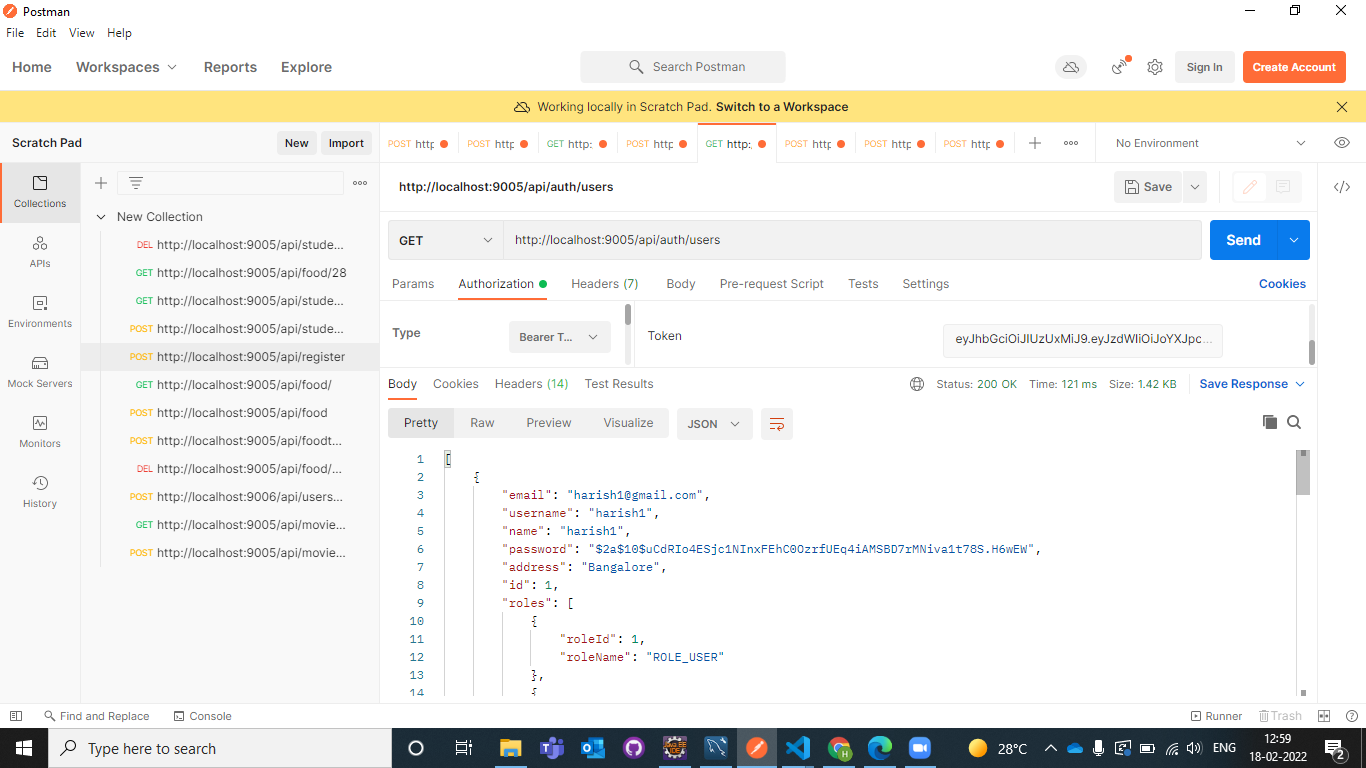 Postman
File Edit View Help
Home Workspaces Reports Explore Search Postman Sign In Create Account
Working locally in Scratch Pad. Switch to a Workspace
Scratch Pad New Import POST http POST http GET http: POST http GET http: POST http POST http POST http No Environment
Collections
APIs
Environments
Mock Servers
Monitors
History
New Collection
DEL http://localhost:9005/api/stude...
GET http://localhost:9005/api/food/28
GET http://localhost:9005/api/stude...
POST http://localhost:9005/api/stude...
POST http://localhost:9005/api/register
GET http://localhost:9005/api/food/
POST http://localhost:9005/api/food
POST http://localhost:9005/api/foodt...
DEL http://localhost:9005/api/food/...
POST http://localhost:9006/api/users...
GET http://localhost:9005/api/movie...
POST http://localhost:9005/api/movie...
http://localhost:9005/api/auth/users Save
GET http://localhost:9005/api/auth/users Send
Params Authorization Headers (7) Body Pre-request Script Tests Settings Cookies
Type Bearer T... Token eyJhbGciOiJIUzUxMiJ9.eyJzdWIiOiJoYXJpc...
Body Cookies Headers (14) Test Results Status: 200 OK Time: 121 ms Size: 1.42 KB Save Response
Pretty Raw Preview Visualize JSON
1 [
2 {
3 "email": "harish1@gmail.com",
4 "username": "harish1",
5 "name": "harish1",
6 "password": "$2a$10$uCdRIo4ESjc1NInxFEhC0OzrfUEq4iAMSBD7rMNiva1t78S.H6wEW",
7 "address": "Bangalore",
8 "id": 1,
9 "roles": [
10 {
11 "roleId": 1,
12 "roleName": "ROLE_USER"
13 },
14 {
Find and Replace Console Runner Trash
Type here to search 28°C ENG 12:59
18-02-2022 2